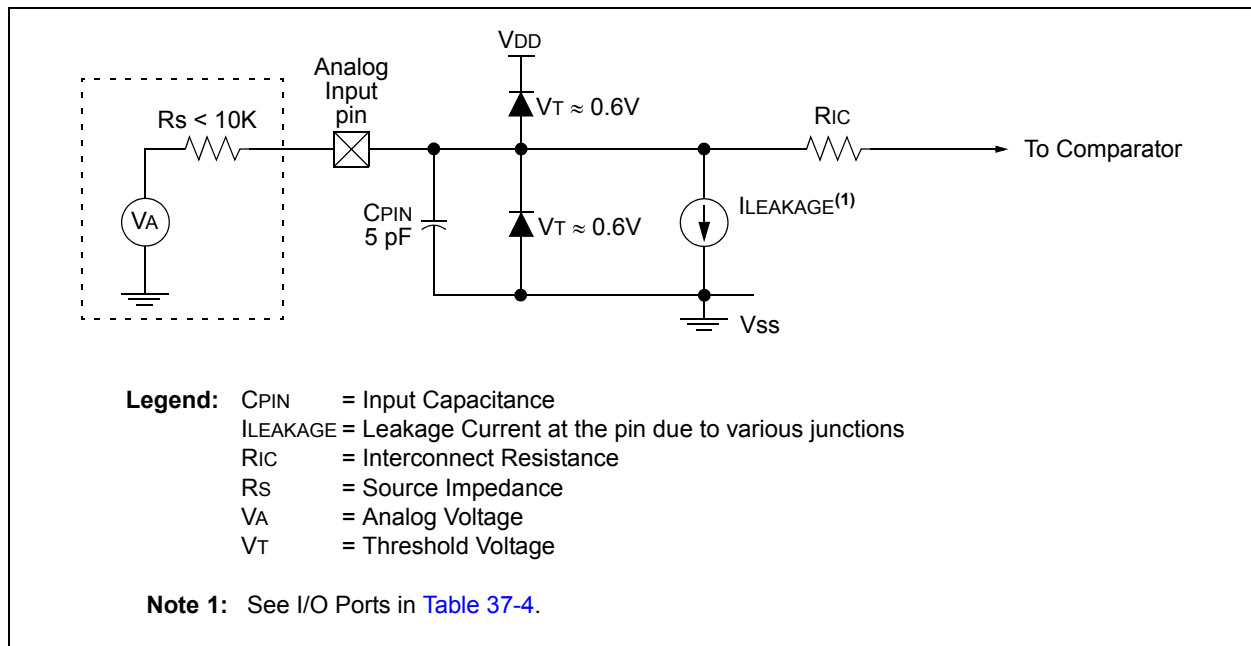 VDD
Analog
Input
pin
Rs < 10K
VT ≈ 0.6V
RIC
To Comparator
VA
CPIN
5 pF
VT ≈ 0.6V
ILEAKAGE(1)
Vss
Legend: CPIN = Input Capacitance
ILEAKAGE = Leakage Current at the pin due to various junctions
RIC = Interconnect Resistance
RS = Source Impedance
VA = Analog Voltage
VT = Threshold Voltage
Note 1: See I/O Ports in Table 37-4.